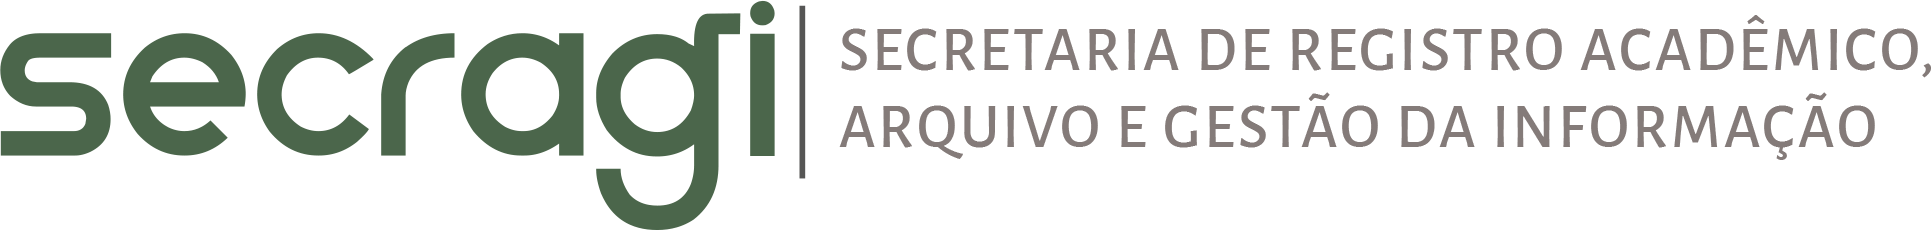 secragi
SECRETARIA DE REGISTRO ACADÊMICO,
ARQUIVO E GESTÃO DA INFORMAÇÃO